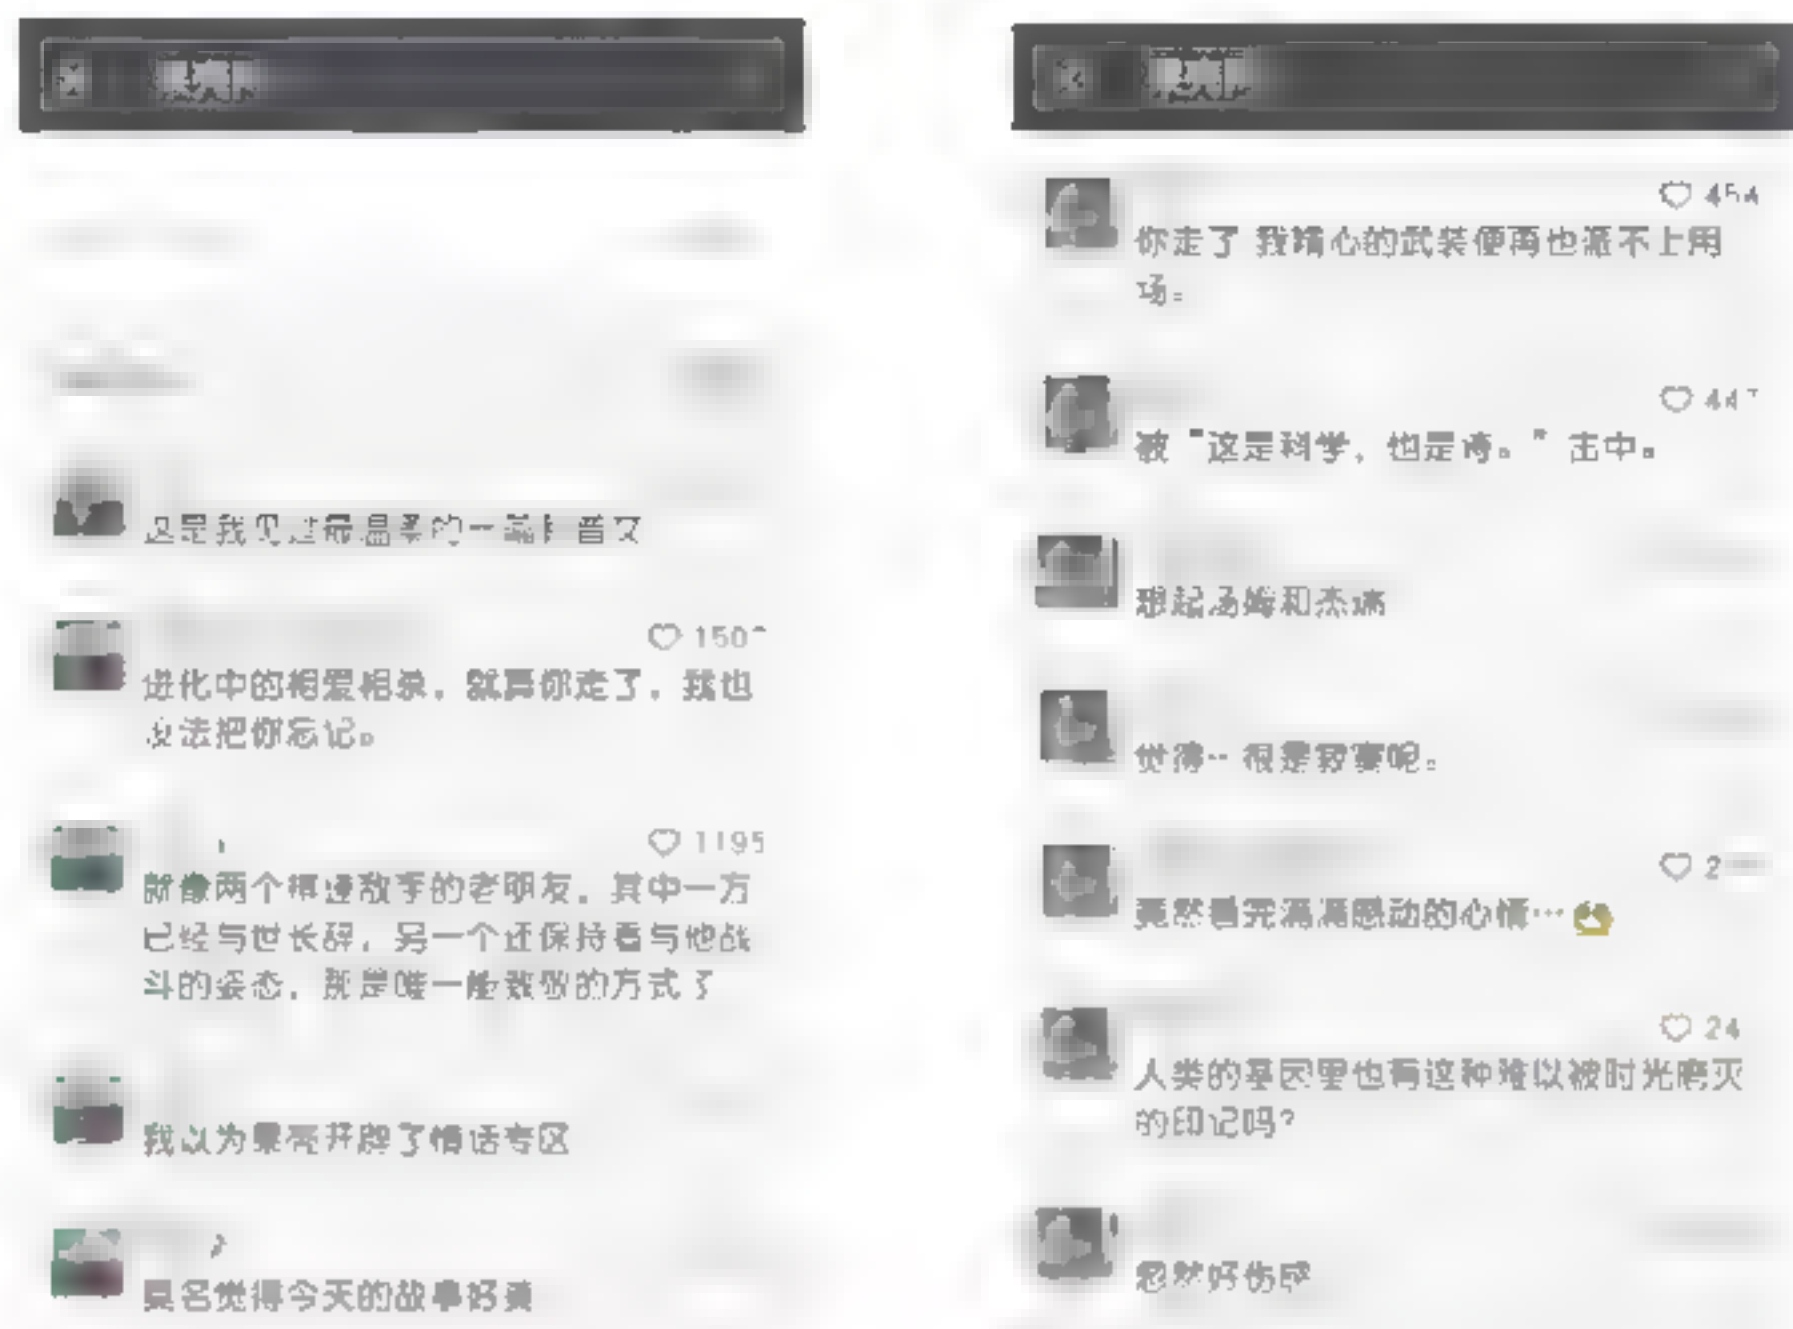 这是我见过最温柔的一篇科普文
150
进化中的相爱相杀，就算你走了，我也
没法把你忘记。
1195
就像两个棋逢敌手的老朋友，其中一方
已经与世长辞，另一个还保持着与他战
斗的姿态，那是唯一能致敬的方式了
我以为果壳开辟了情话专区
莫名觉得今天的故事好美
454
你走了 我精心的武装便再也派不上用
场。
44
被“这是科学，也是诗。”击中。
想起汤姆和杰瑞
觉得…很是寂寞呢。
2
竟然看完满满感动的心情…
24
人类的基因里也有这种难以被时光磨灭
的印记吗？
忽然好伤感